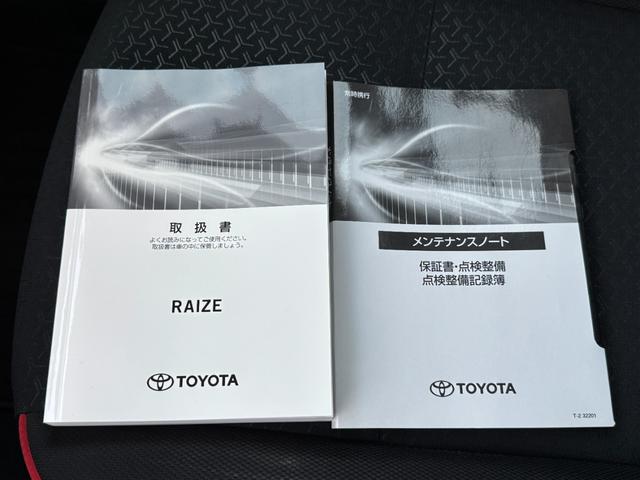 取扱書
よくお読みになってご使用ください。
取扱書は車の中に保管しましょう。
RAIZE
TOYOTA
常時携行
メンテナンスノート
保証書・点検整備
点検整備記録簿
TOYOTA
T-2 32201